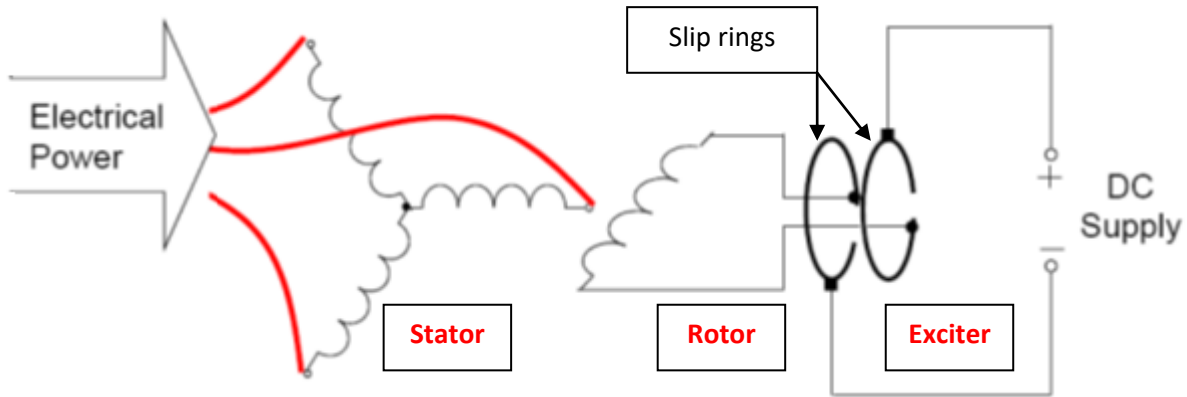 Slip rings
Electrical
Power
+
DC
Supply
−
Stator
Rotor
Exciter